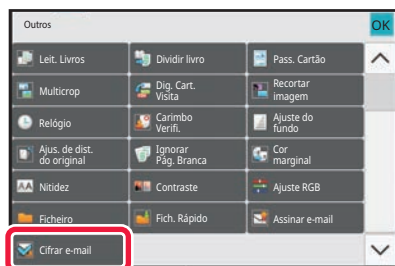 Outros
OK
Leit. Livros
Dividir livro
Pass. Cartão
Multicrop
Dig. Cart.
Visita
Recortar
imagem
Relógio
Carimbo
Verifi.
Ajuste do
fundo
Ajus. de dist.
do original
Ignorar
Pág. Branca
Cor
marginal
AA
Nitidez
Contraste
Ajuste RGB
Ficheiro
Fich. Rápido
Assinar e-mail
Cifrar e-mail